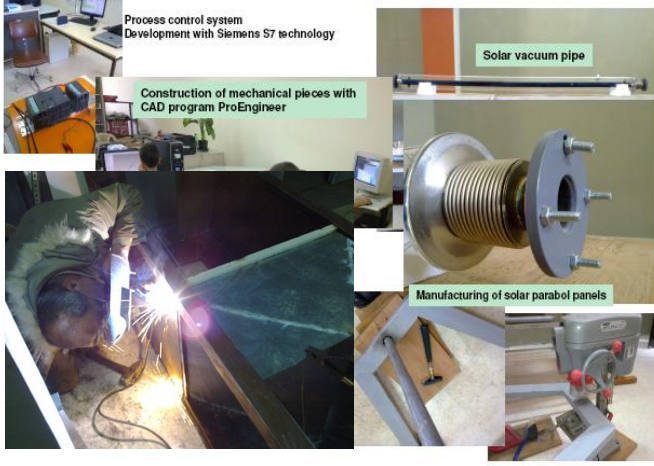 Process control system
Development with Siemens S7 technology
Solar vacuum pipe
Construction of mechanical pieces with
CAD program ProEngineer
Manufacturing of solar parabol panels